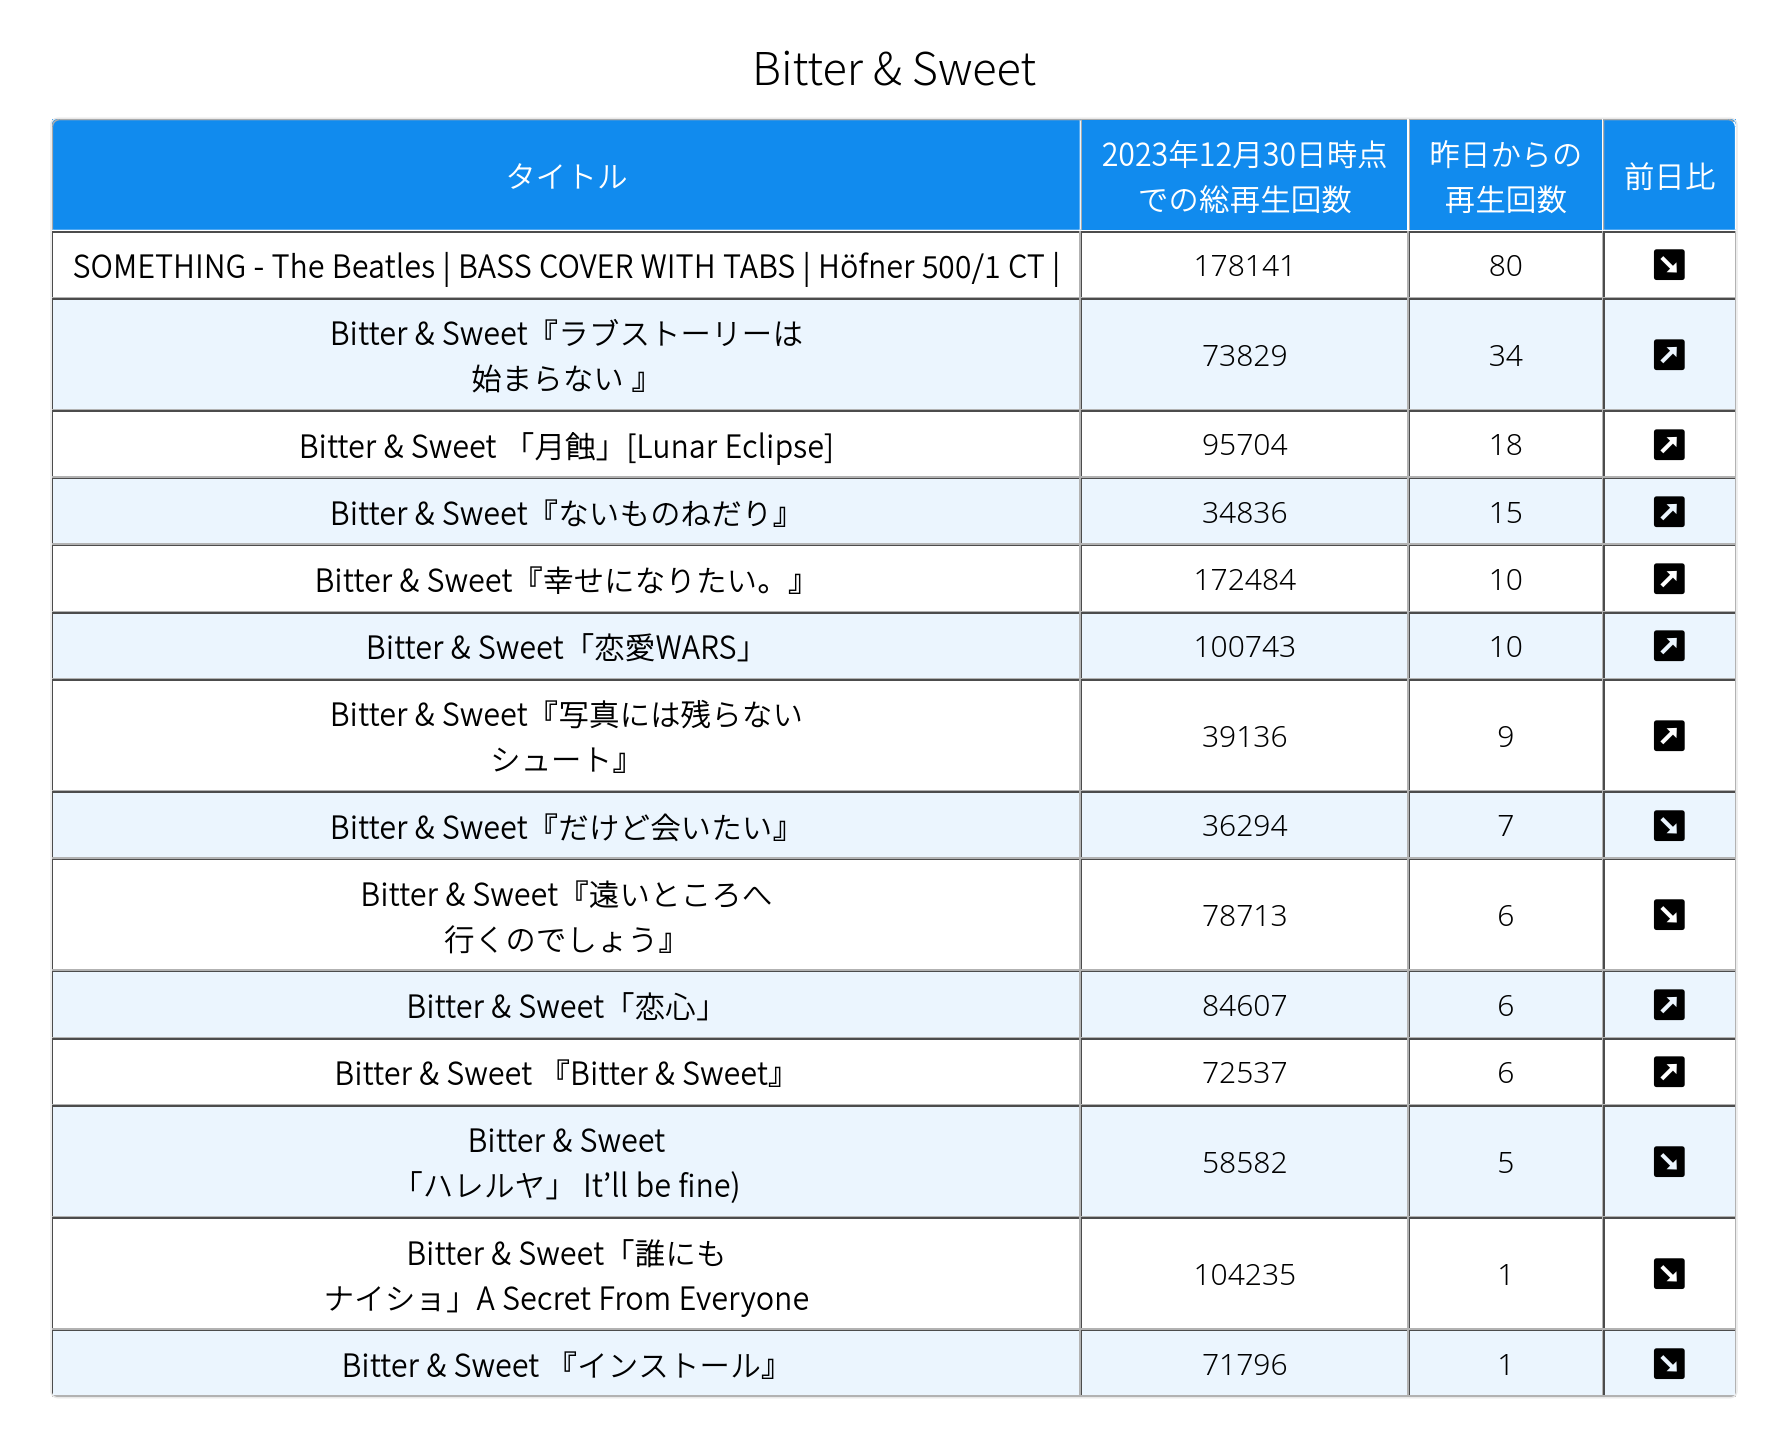 Bitter & Sweet
タイトル
2023年12月30日時点
での総再生回数
昨日からの
再生回数
前日比
SOMETHING - The Beatles | BASS COVER WITH TABS | Höfner 500/1 CT |
178141
80
Bitter & Sweet『ラブストーリーは
始まらない 』
73829
34
Bitter & Sweet 「月蝕」[Lunar Eclipse]
95704
18
Bitter & Sweet『ないものねだり』
34836
15
Bitter & Sweet『幸せになりたい。』
172484
10
Bitter & Sweet「恋愛WARS」
100743
10
Bitter & Sweet『写真には残らない
シュート』
39136
9
Bitter & Sweet『だけど会いたい』
36294
7
Bitter & Sweet『遠いところへ
行くのでしょう』
78713
6
Bitter & Sweet「恋心」
84607
6
Bitter & Sweet 『Bitter & Sweet』
72537
6
Bitter & Sweet
「ハレルヤ」 It’ll be fine)
58582
5
Bitter & Sweet「誰にも
ナイショ」A Secret From Everyone
104235
1
Bitter & Sweet 『インストール』
71796
1